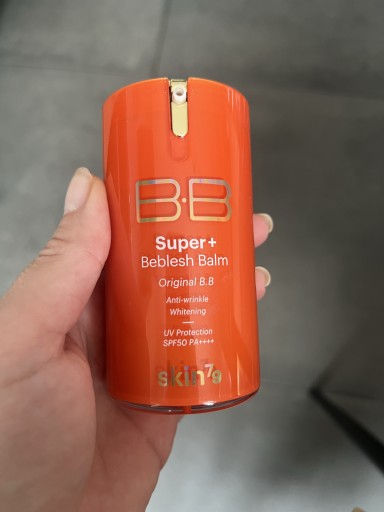 B·B
Super+
Beblesh Balm
Original B.B
Anti-wrinkle
Whitening
UV Protection
SPF50 PA++++
skin79